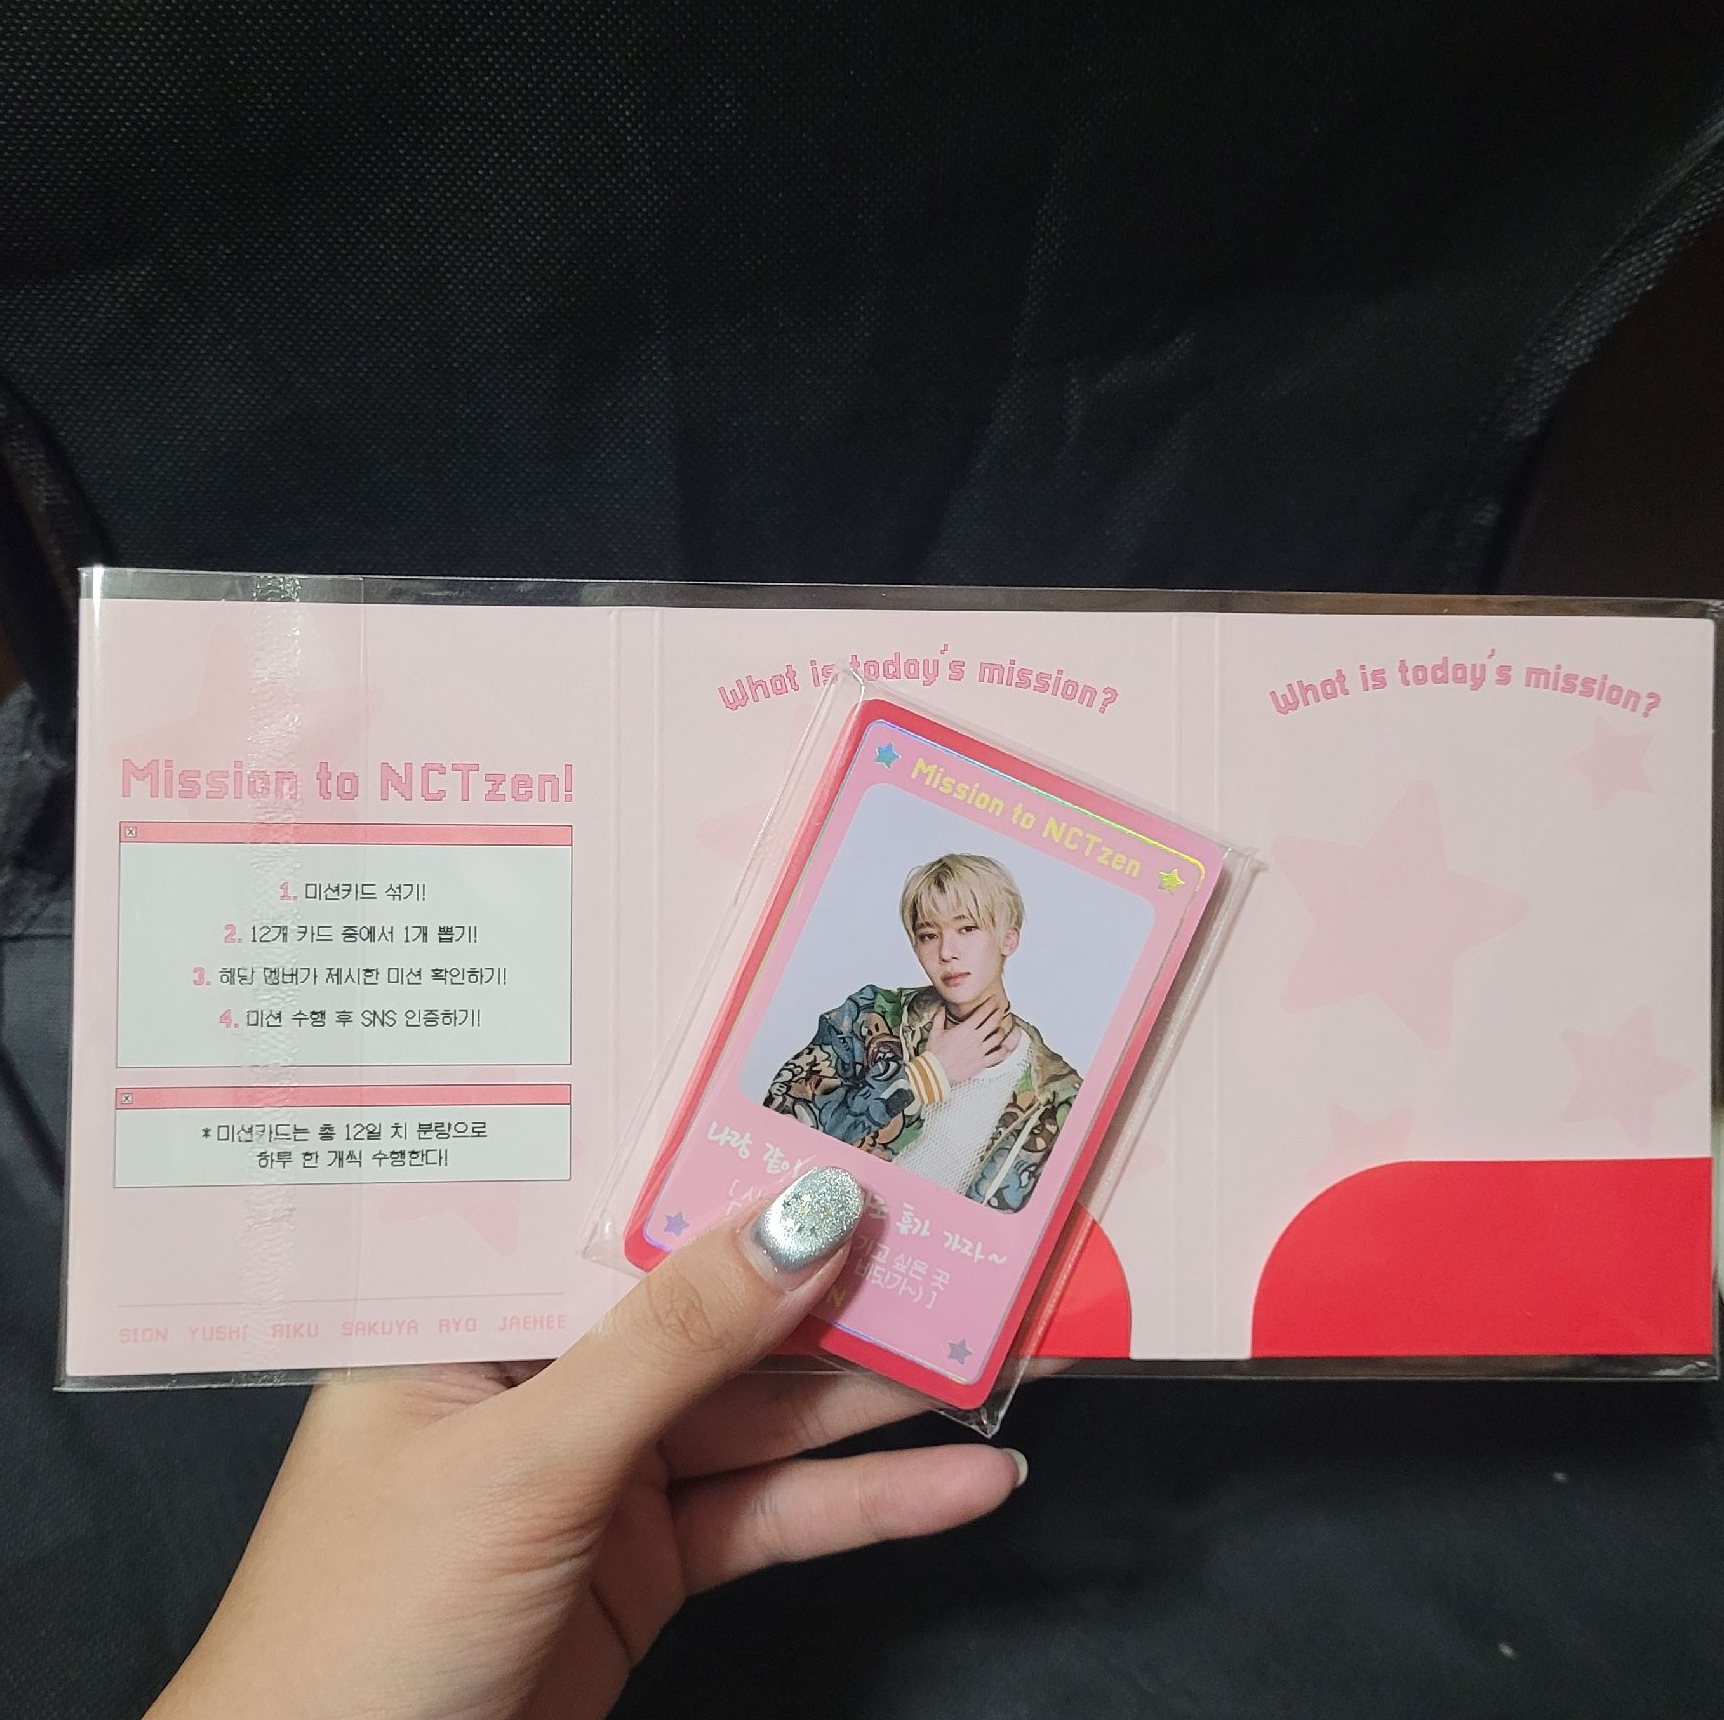 Mission to NCTzen!
1. 미션카드 섞기!
2. 12개 카드 중에서 1개 뽑기!
3. 해당 멤버가 제시한 미션 확인하기!
4. 미션 수행 후 SNS 인증하기!
*미션카드는 총 12일 치 분량으로
하루 한 개씩 수행한다!
SION YUSHI RIKU SAKUYA RYO JAEHEE
What is today's mission?
Mission to NCTzen
나랑 같이 휴가 가자~
[ 싶은 곳
바닷가~) ]
N
What is today's mission?